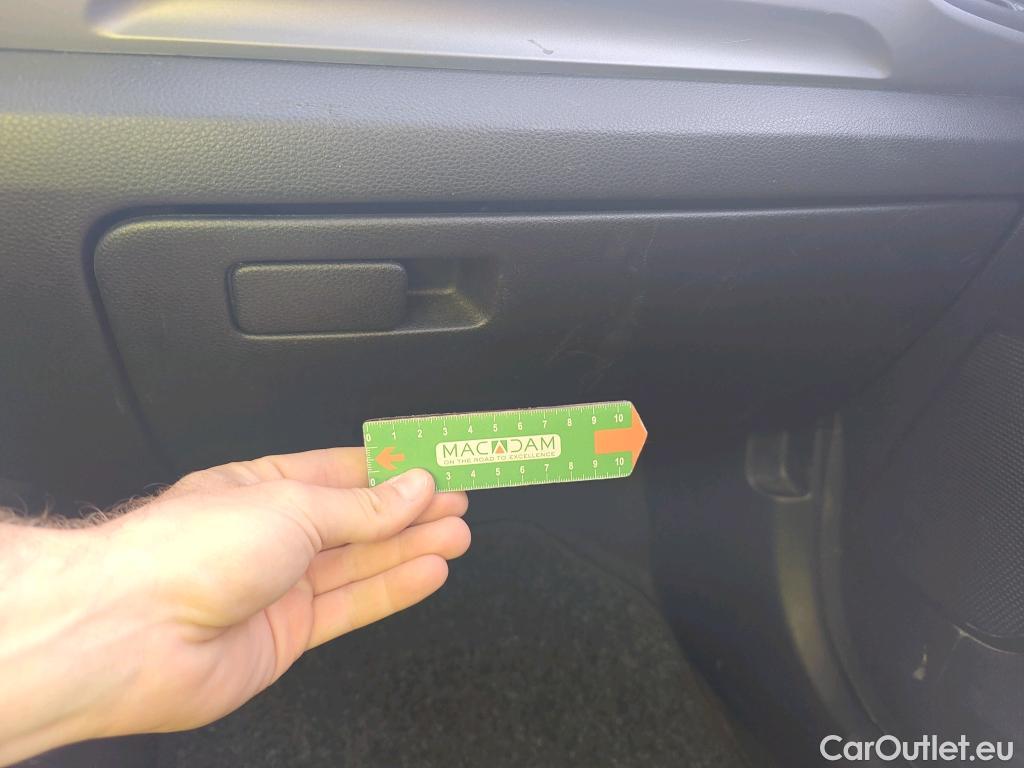 0 1 2 3 4 5 6 7 8 9 10
MACADAM
ON THE ROAD TO EXCELLENCE
0 3 4 5 6 7 8 9 10
CarOutlet.eu